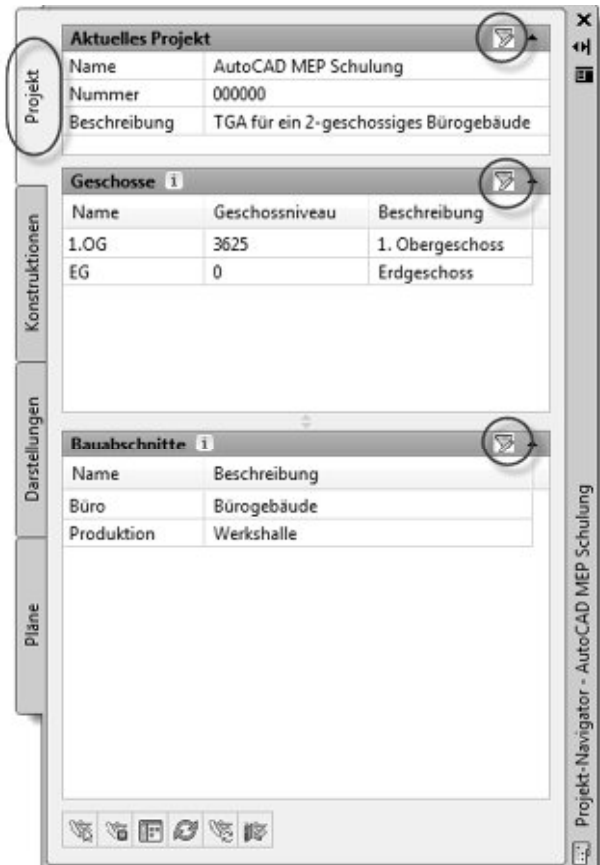 Aktuelles Projekt
Name AutoCAD MEP Schulung
Nummer 000000
Beschreibung TGA für ein 2-geschossiges Bürogebäude
Geschosse i
Name Geschossniveau Beschreibung
1.OG 3625 1. Obergeschoss
EG 0 Erdgeschoss
Bauabschnitte i
Name Beschreibung
Büro Bürogebäude
Produktion Werkshalle
Projekt
Konstruktionen
Darstellungen
Pläne
Projekt-Navigator - AutoCAD MEP Schulung